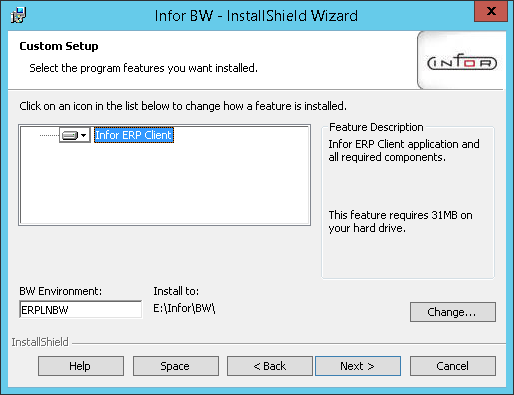 Infor BW - InstallShield Wizard
Custom Setup
Select the program features you want installed.
infor
Click on an icon in the list below to change how a feature is installed.
Infor ERP Client
Feature Description
Infor ERP Client application and
all required components.
This feature requires 31MB on
your hard drive.
BW Environment:
ERPLNBW
Install to:
E:\Infor\BW\
Change...
InstallShield
Help
Space
< Back
Next >
Cancel